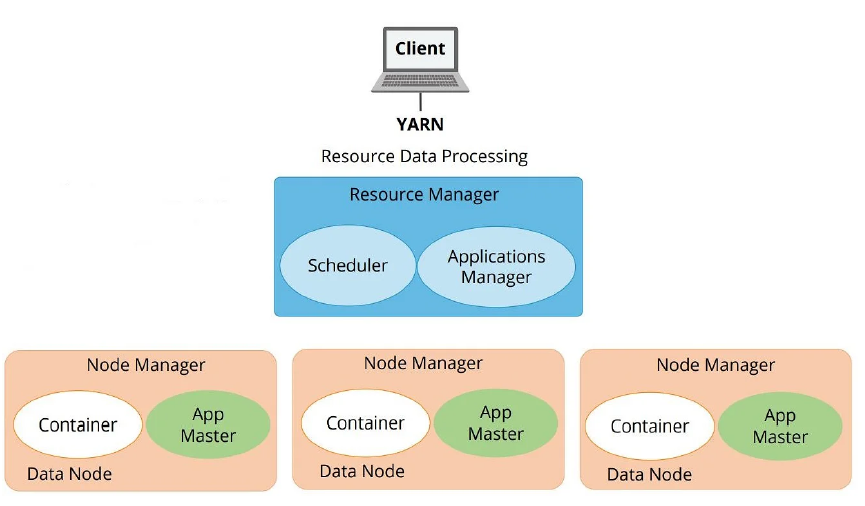 Client
YARN
Resource Data Processing
Resource Manager
Scheduler
Applications
Manager
Node Manager
Container
App
Master
Data Node
Node Manager
Container
App
Master
Data Node
Node Manager
Container
App
Master
Data Node